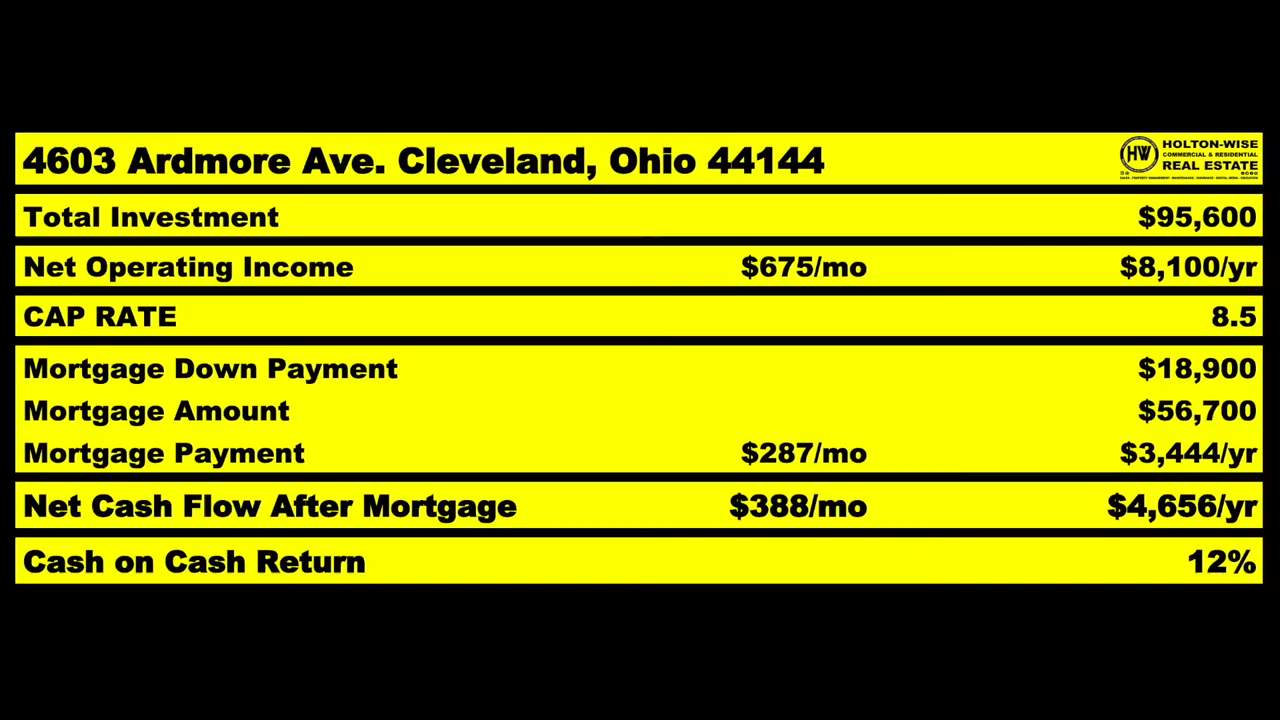 4603 Ardmore Ave. Cleveland, Ohio 44144
HW
HOLTON-WISE
COMMERCIAL & RESIDENTIAL
REAL ESTATE
Total Investment $95,600
Net Operating Income $675/mo $8,100/yr
CAP RATE 8.5
Mortgage Down Payment $18,900
Mortgage Amount $56,700
Mortgage Payment $287/mo $3,444/yr
Net Cash Flow After Mortgage $388/mo $4,656/yr
Cash on Cash Return 12%